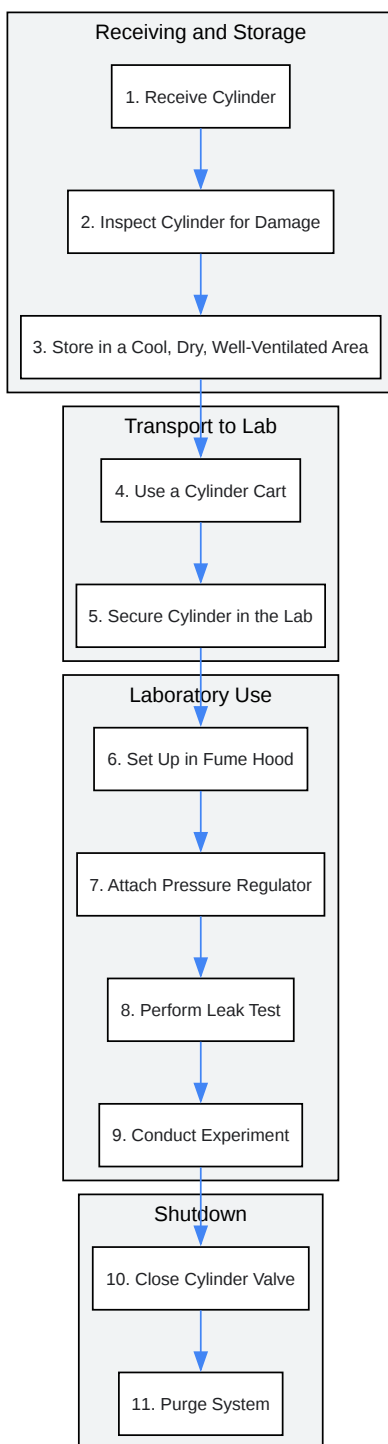 Receiving and Storage
1. Receive Cylinder
2. Inspect Cylinder for Damage
3. Store in a Cool, Dry, Well-Ventilated Area
Transport to Lab
4. Use a Cylinder Cart
5. Secure Cylinder in the Lab
Laboratory Use
6. Set Up in Fume Hood
7. Attach Pressure Regulator
8. Perform Leak Test
9. Conduct Experiment
Shutdown
10. Close Cylinder Valve
11. Purge System